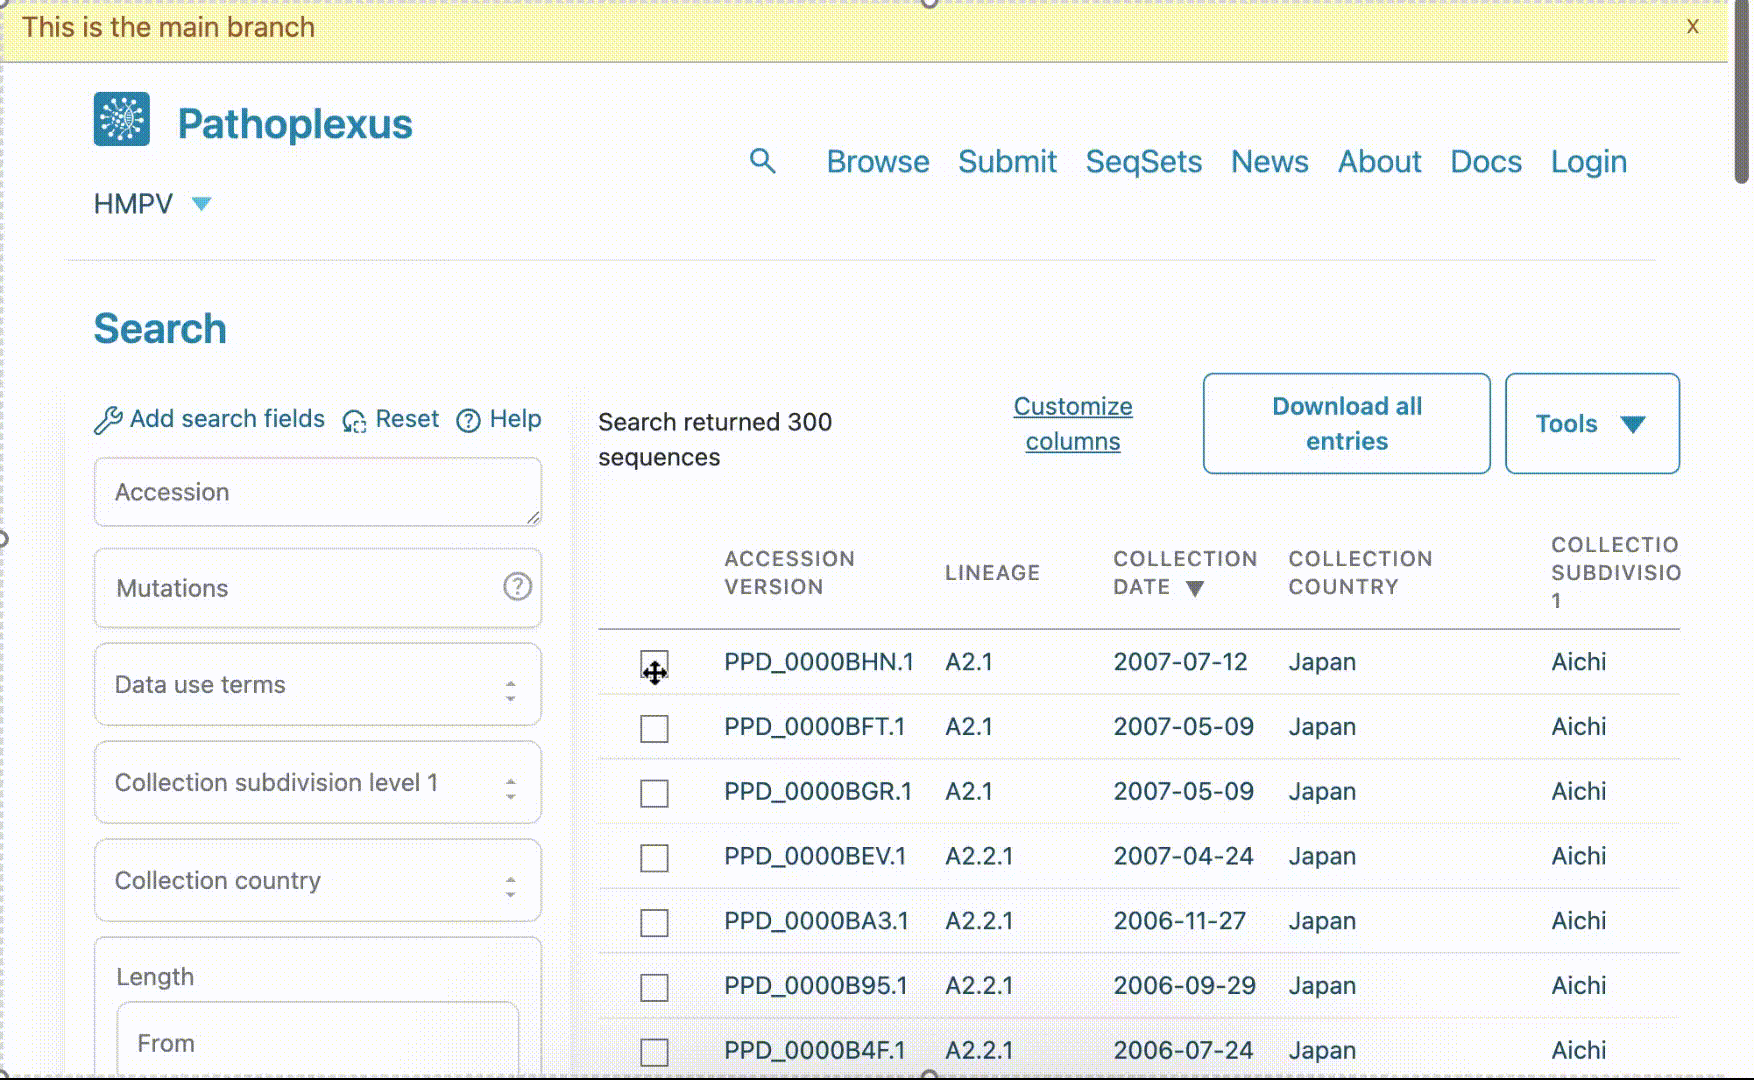 This is the main branch
x
Pathoplexus
Browse Submit SeqSets News About Docs Login
HMPV
Search
Add search fields Reset Help
Accession
Mutations
Data use terms
Collection subdivision level 1
Collection country
Length
From
Search returned 300
sequences
Customize
columns
Download all
entries
Tools
ACCESSION
VERSION
LINEAGE
COLLECTION
DATE
COLLECTION
COUNTRY
COLLECTIO
SUBDIVISIO
1
PPD_0000BHN.1 A2.1 2007-07-12 Japan Aichi
PPD_0000BFT.1 A2.1 2007-05-09 Japan Aichi
PPD_0000BGR.1 A2.1 2007-05-09 Japan Aichi
PPD_0000BEV.1 A2.2.1 2007-04-24 Japan Aichi
PPD_0000BA3.1 A2.2.1 2006-11-27 Japan Aichi
PPD_0000B95.1 A2.2.1 2006-09-29 Japan Aichi
PPD_0000B4F.1 A2.2.1 2006-07-24 Japan Aichi